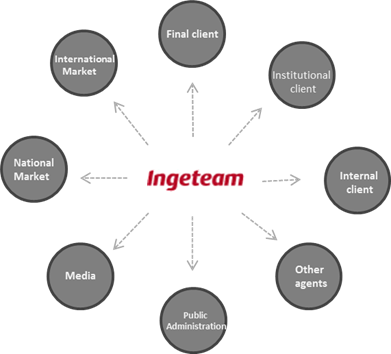 Final client
International
Market
Institutional
client
National
Market
Ingeteam
Internal
client
Media
Other
agents
Public
Administration